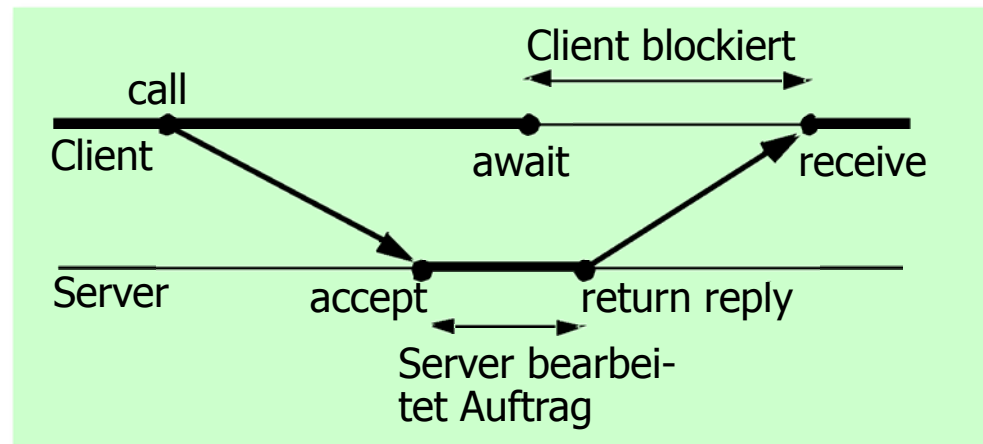 Client blockiert
call
Client
await
receive
Server
accept
return reply
Server bearbei-
tet Auftrag